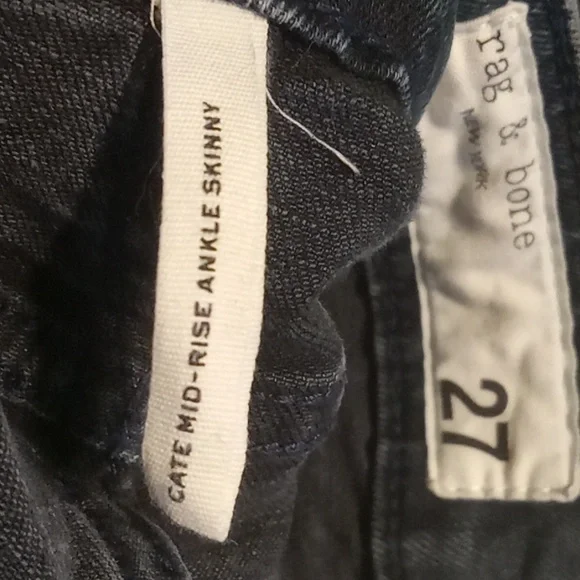 CATE MID-RISE ANKLE SKINNY
rag & bone
NEW YORK
27